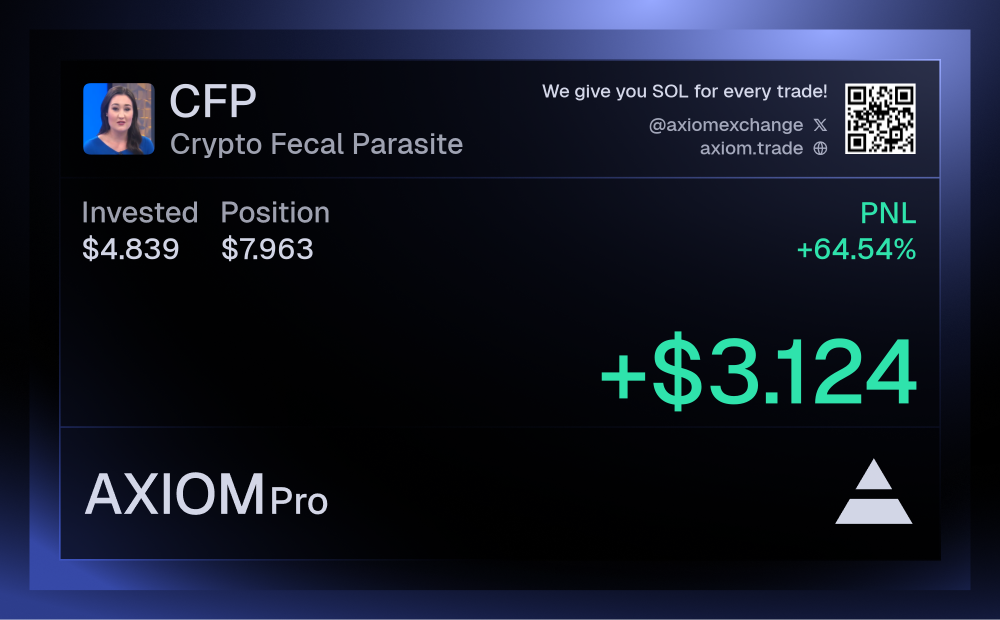 CFP
Crypto Fecal Parasite
We give you SOL for every trade!
@axiomexchange 𝕏
axiom.trade
Invested Position
$4.839 $7.963
PNL
+64.54%
+$3.124
AXIOM Pro